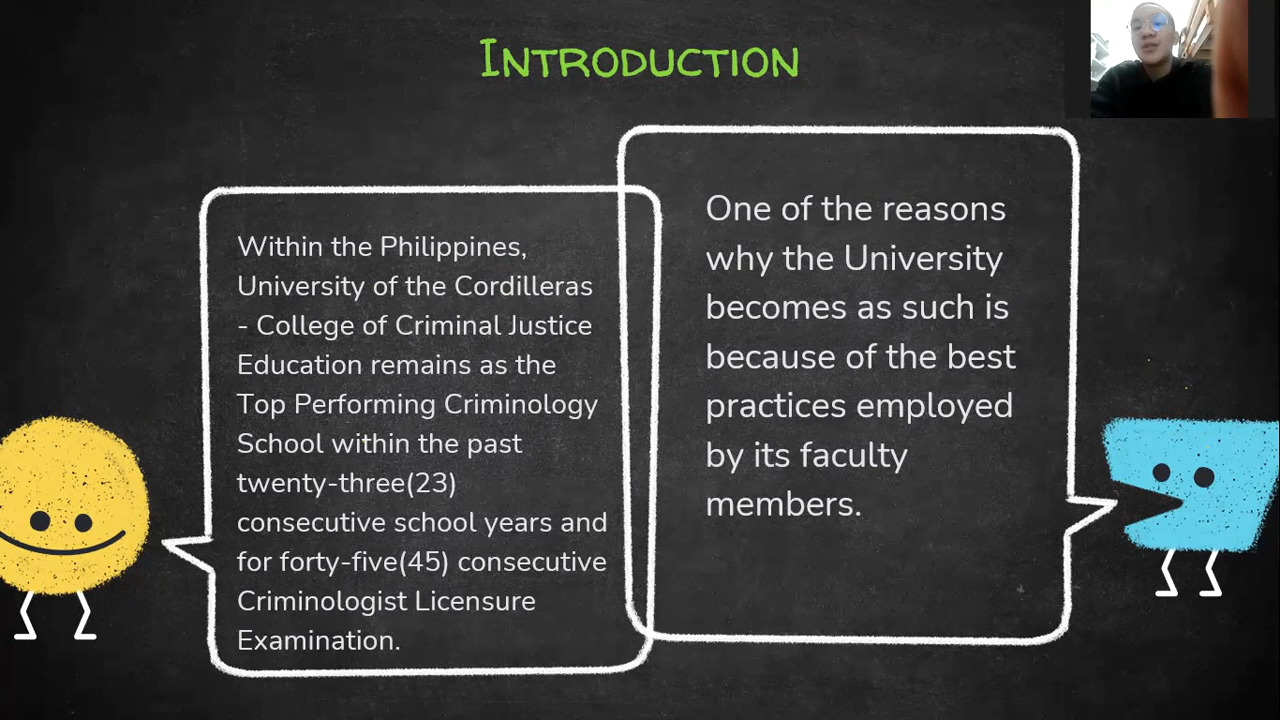 Introduction
Within the Philippines,
University of the Cordilleras
- College of Criminal Justice
Education remains as the
Top Performing Criminology
School within the past
twenty-three(23)
consecutive school years and
for forty-five(45) consecutive
Criminologist Licensure
Examination.
One of the reasons
why the University
becomes as such is
because of the best
practices employed
by its faculty
members.